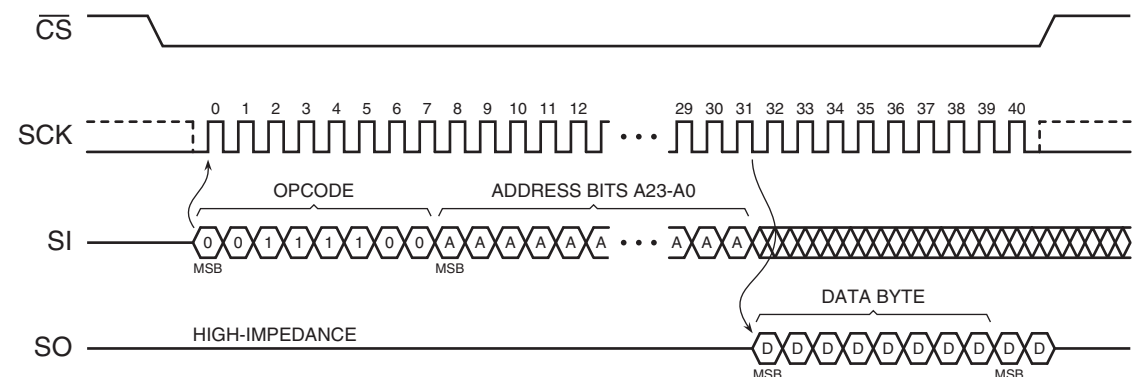 CS
0 1 2 3 4 5 6 7 8 9 10 11 12 29 30 31 32 33 34 35 36 37 38 39 40
SCK
OPCODE ADDRESS BITS A23-A0
SI 0 0 1 1 1 1 0 0 A A A A A A A A A
MSB MSB
DATA BYTE
HIGH-IMPEDANCE
SO D D D D D D D D D D
MSB MSB